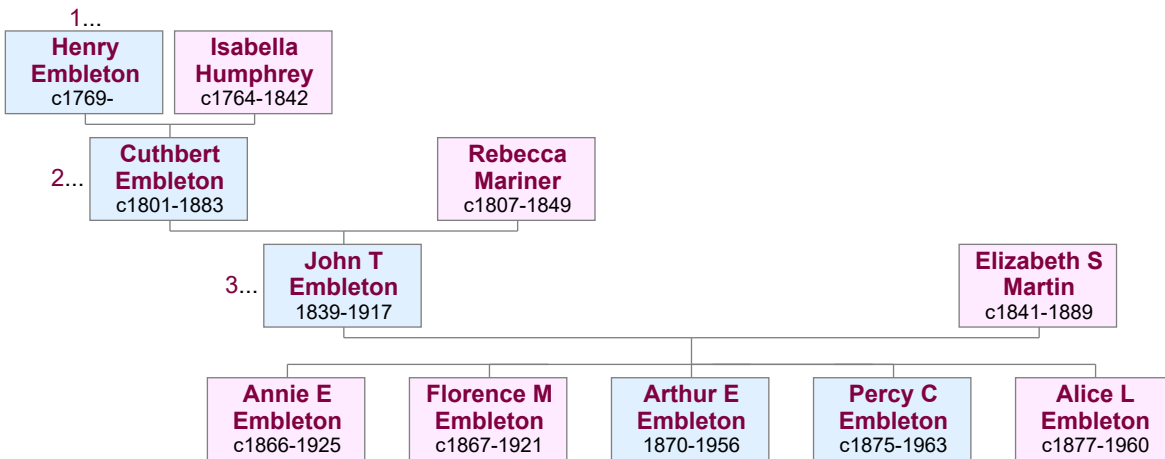 1...
Henry
Embleton
c1769-
Isabella
Humphrey
c1764-1842
2...
Cuthbert
Embleton
c1801-1883
Rebecca
Mariner
c1807-1849
3...
John T
Embleton
1839-1917
Elizabeth S
Martin
c1841-1889
Annie E
Embleton
c1866-1925
Florence M
Embleton
c1867-1921
Arthur E
Embleton
1870-1956
Percy C
Embleton
c1875-1963
Alice L
Embleton
c1877-1960